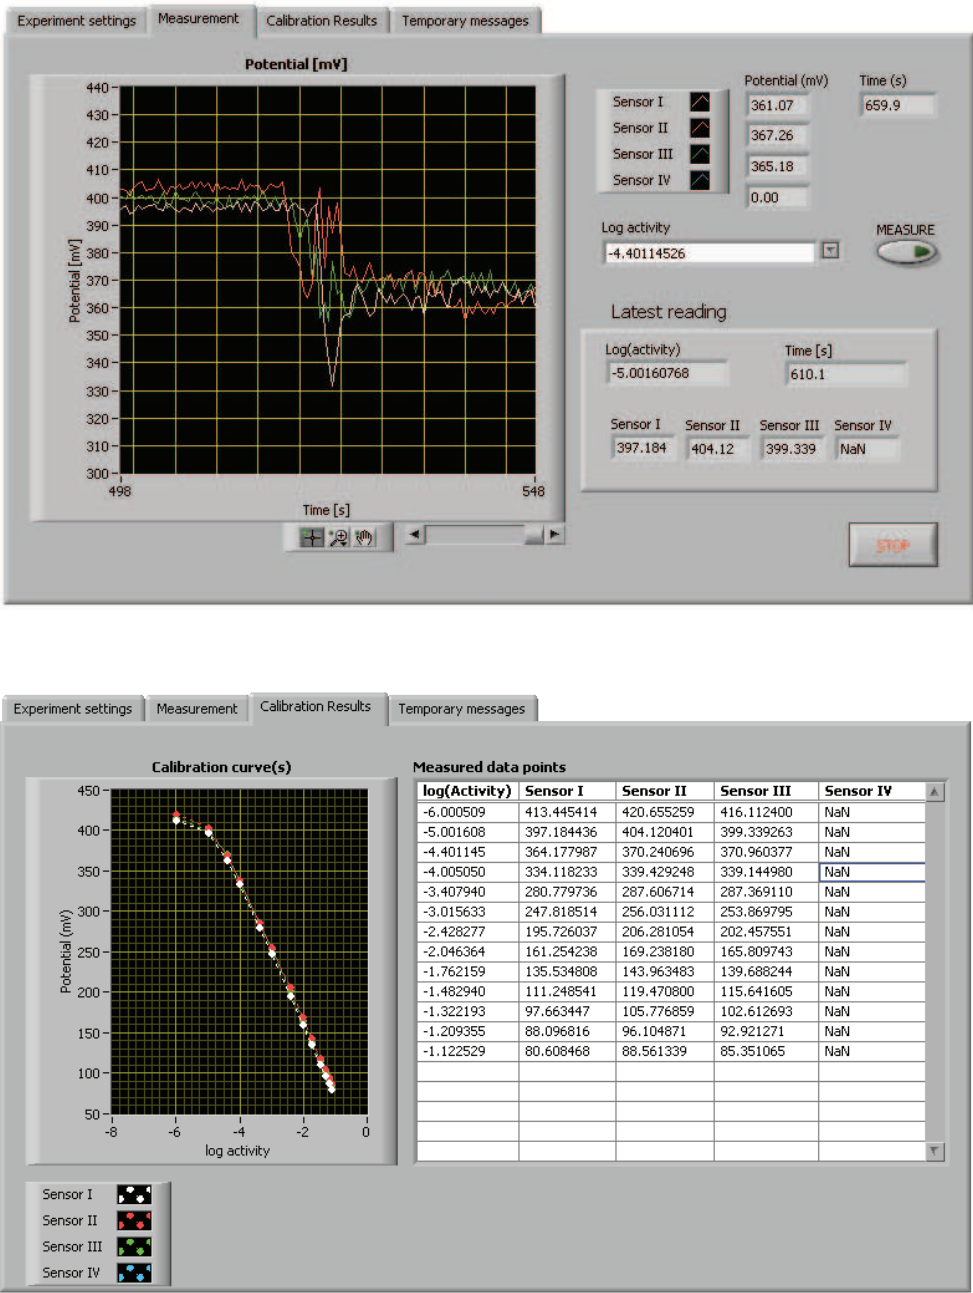 Experiment settings Measurement Calibration Results Temporary messages
Potential [mV]
440
430
420
410
400
390
380
370
360
350
340
330
320
310
300
Potential [mV]
498 548
Time [s]
Potential (mV) Time (s)
Sensor I 361.07 659.9
Sensor II 367.26
Sensor III 365.18
Sensor IV 0.00
Log activity MEASURE
-4.40114526
Latest reading
Log(activity) Time [s]
-5.00160768 610.1
Sensor I Sensor II Sensor III Sensor IV
397.184 404.12 399.339 NaN
STOP
Experiment settings Measurement Calibration Results Temporary messages
Calibration curve(s)
450
400
350
300
250
200
150
100
50
Potential (mV)
-8 -6 -4 -2 0
log activity
Sensor I
Sensor II
Sensor III
Sensor IV
Measured data points
log(Activity) Sensor I Sensor II Sensor III Sensor IV
-6.000509 413.445414 420.655259 416.112400 NaN
-5.001608 397.184436 404.120401 399.339263 NaN
-4.401145 364.177987 370.240696 370.960377 NaN
-4.005050 334.118233 339.429248 339.144980 NaN
-3.407940 280.779736 287.606714 287.369110 NaN
-3.015633 247.818514 256.031112 253.869795 NaN
-2.428277 195.726037 206.281054 202.457551 NaN
-2.046364 161.254238 169.238180 165.809743 NaN
-1.762159 135.534808 143.963483 139.688244 NaN
-1.482940 111.248541 119.470800 115.641605 NaN
-1.322193 97.663447 105.776859 102.612693 NaN
-1.209355 88.096816 96.104871 92.921271 NaN
-1.122529 80.608468 88.561339 85.351065 NaN